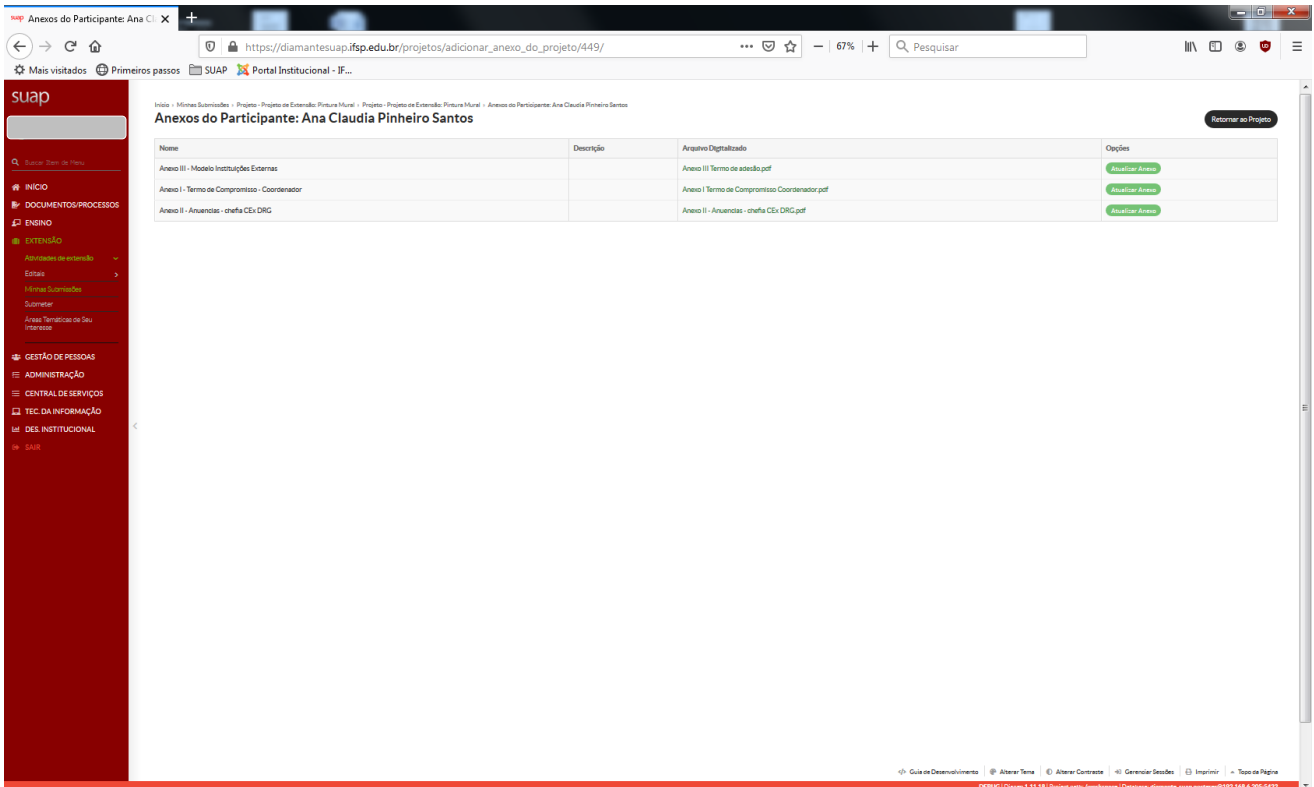 suap Anexos do Participante: Ana Cl
https://diamantesuap.ifsp.edu.br/projetos/adicionar_anexo_do_projeto/449/
67%
Pesquisar
Mais visitados Primeiros passos SUAP Portal Institucional - IF...
suap
Buscar Item de Menu
INÍCIO
DOCUMENTOS/PROCESSOS
ENSINO
EXTENSÃO
Atividades de extensão
Editais
Minhas Submissões
Submeter
Áreas Temáticas de Seu
Interesse
GESTÃO DE PESSOAS
ADMINISTRAÇÃO
CENTRAL DE SERVIÇOS
TEC. DA INFORMAÇÃO
DES. INSTITUCIONAL
SAIR
Início › Minhas Submissões › Projeto - Projeto de Extensão: Pintura Mural › Projeto - Projeto de Extensão: Pintura Mural › Anexos do Participante: Ana Claudia Pinheiro Santos
Anexos do Participante: Ana Claudia Pinheiro Santos
Retornar ao Projeto
Nome Descrição Arquivo Digitalizado Opções
Anexo III - Modelo Instituições Externas Anexo III Termo de adesão.pdf Atualizar Anexo
Anexo I - Termo de Compromisso - Coordenador Anexo I Termo de Compromisso Coordenador.pdf Atualizar Anexo
Anexo II - Anuencias - chefia CEx DRG Anexo II - Anuencias - chefia CEx DRG.pdf Atualizar Anexo
</> Guia de Desenvolvimento Alterar Tema Alterar Contraste Gerenciar Sessões Imprimir Topo da Página